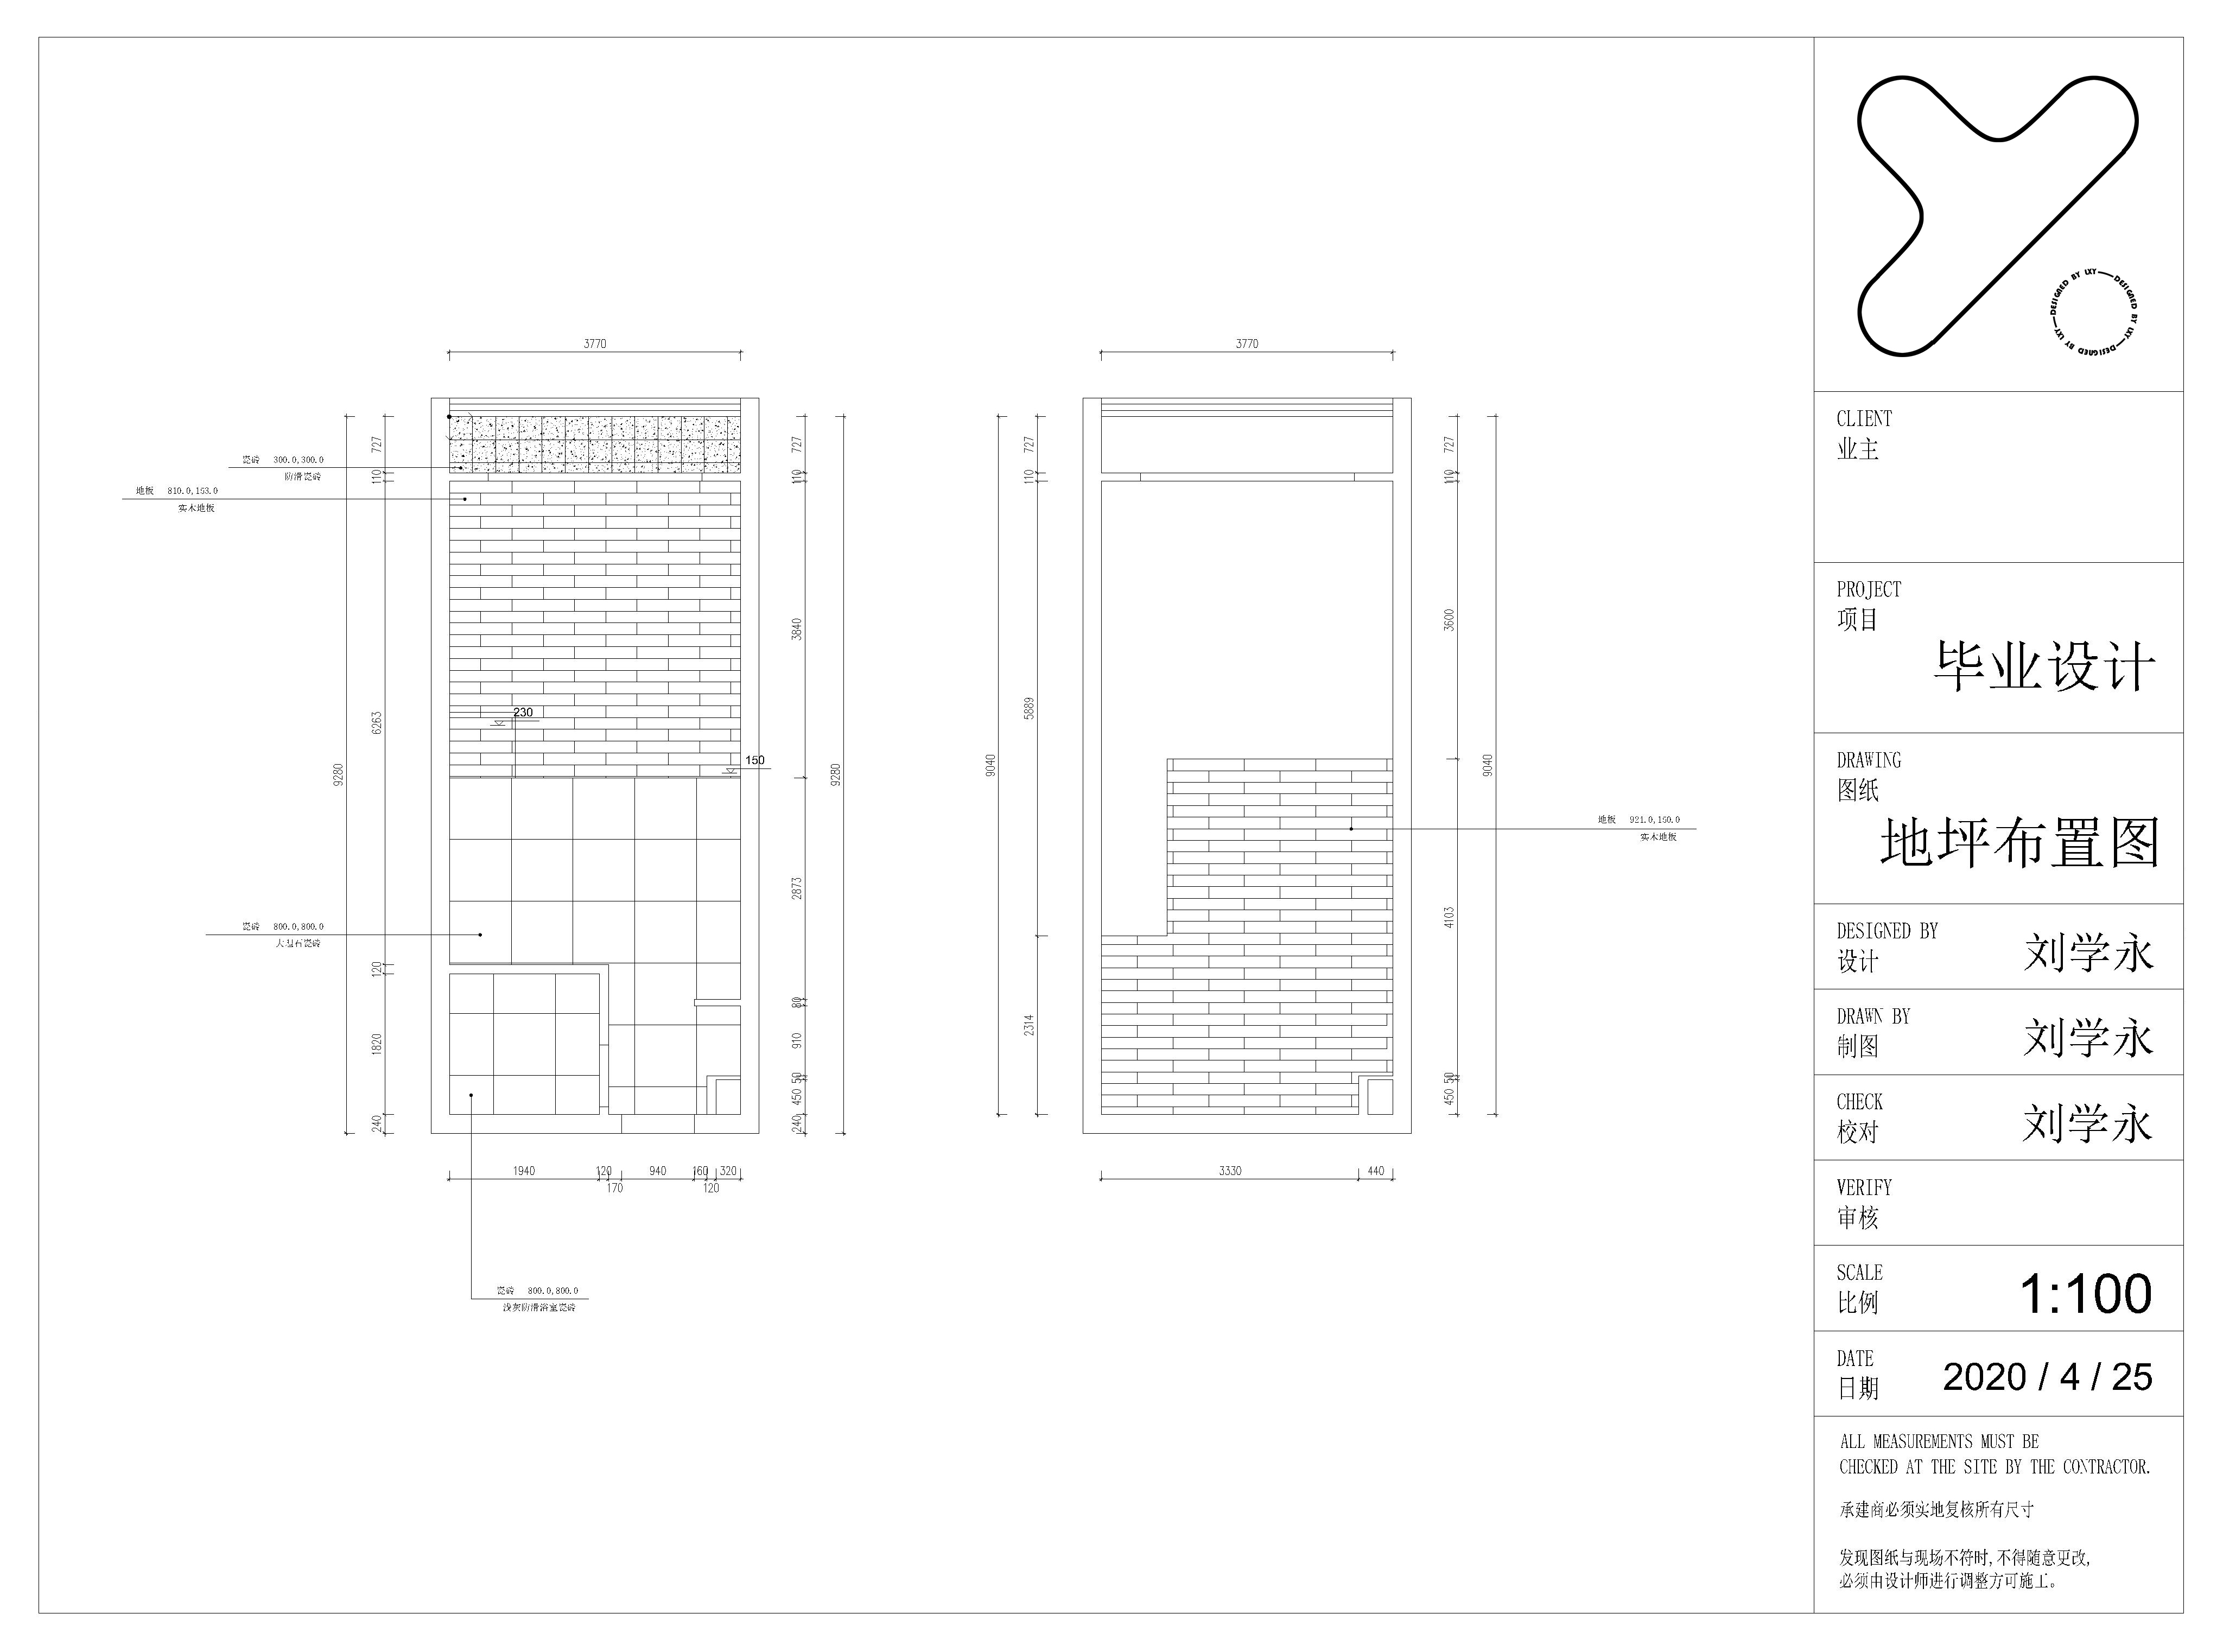 3770
727
110
6263
120
1820
240
9280
瓷砖 300.0,300.0
防滑瓷砖
地板 810.0,163.0
实木地板
230
150
瓷砖 800.0,800.0
大理石瓷砖
727
110
3840
2873
80
910
50
450
240
9280
1940
120
170
940
160
120
320
瓷砖 800.0,800.0
浅灰防滑浴室瓷砖
3770
9040
727
110
5889
2314
727
110
3600
4103
50
450
9040
地板 921.0,160.0
实木地板
3330
440
DESIGNED BY LXY—DESIGNED BY LXY—DESIGNED BY LXY—
CLIENT
业主
PROJECT
项目
毕业设计
DRAWING
图纸
地坪布置图
DESIGNED BY
设计
刘学永
DRAWN BY
制图
刘学永
CHECK
校对
刘学永
VERIFY
审核
SCALE
比例
1:100
DATE
日期
2020 / 4 / 25
ALL MEASUREMENTS MUST BE
CHECKED AT THE SITE BY THE CONTRACTOR.
承建商必须实地复核所有尺寸
发现图纸与现场不符时,不得随意更改,
必须由设计师进行调整方可施工。